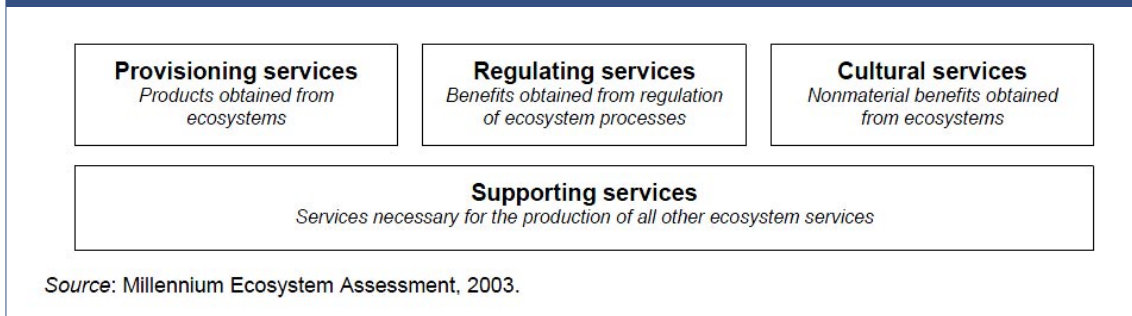 Provisioning services
Products obtained from
ecosystems
Regulating services
Benefits obtained from regulation
of ecosystem processes
Cultural services
Nonmaterial benefits obtained
from ecosystems
Supporting services
Services necessary for the production of all other ecosystem services
Source: Millennium Ecosystem Assessment, 2003.